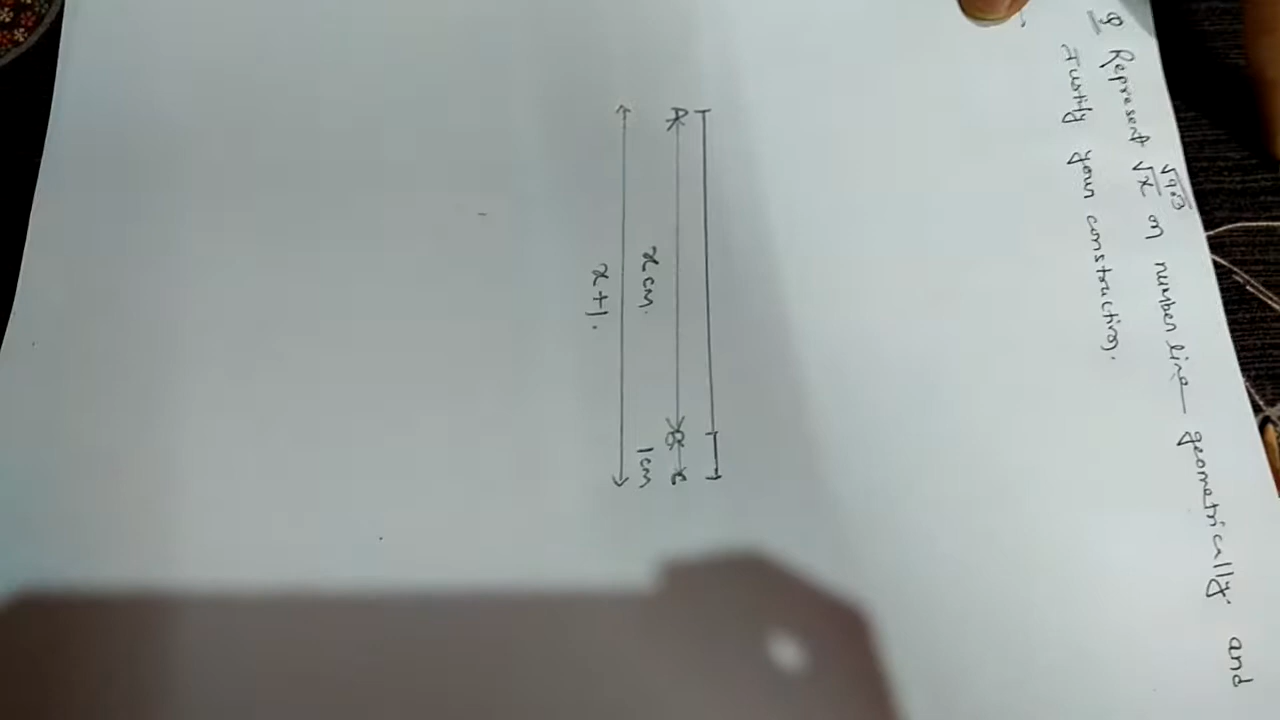 Q Represent √x on number line geometrically and
√9.3
Justify your construction.
A B C
x cm. 1cm
x+1.